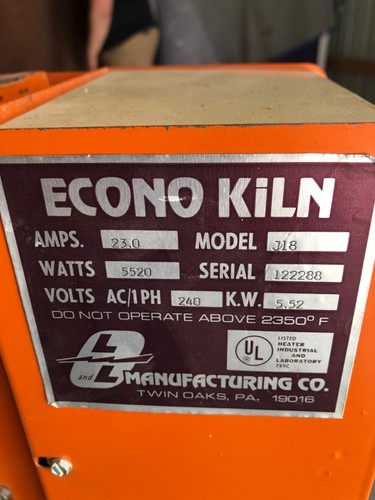 ECONO KiLN
AMPS. 23.0 MODEL J18
WATTS 5520 SERIAL 122288
VOLTS AC/1PH 240 K.W. 5.52
DO NOT OPERATE ABOVE 2350° F
UL
LISTED
HEATER
INDUSTRIAL
AND
LABORATORY
789C
L and L MANUFACTURING CO.
TWIN OAKS, PA. 19016